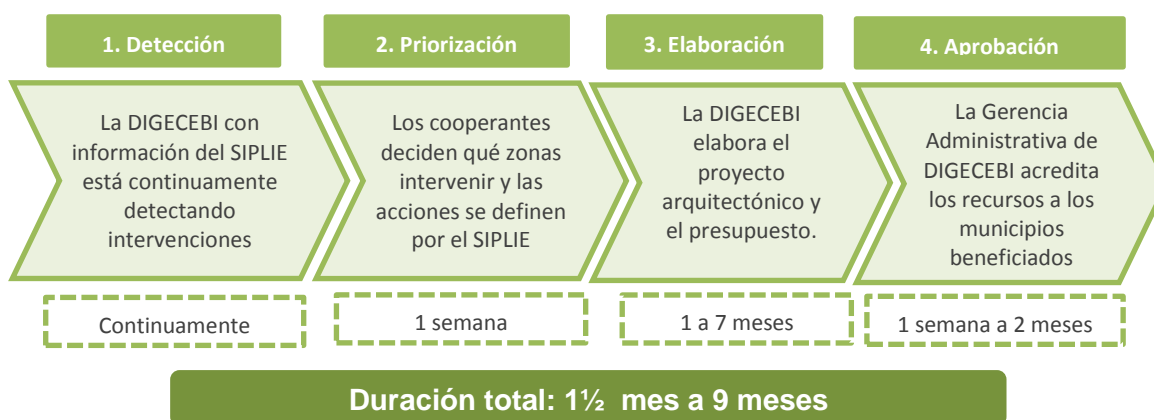 1. Detección
2. Priorización
3. Elaboración
4. Aprobación
La DIGECEBI con
información del SIPLIE
está continuamente
detectando
intervenciones
Los cooperantes
deciden qué zonas
intervenir y las
acciones se definen
por el SIPLIE
La DIGECEBI
elabora el
proyecto
arquitectónico y
el presupuesto.
La Gerencia
Administrativa de
DIGECEBI acredita
los recursos a los
municipios
beneficiados
Continuamente
1 semana
1 a 7 meses
1 semana a 2 meses
Duración total: 1½ mes a 9 meses